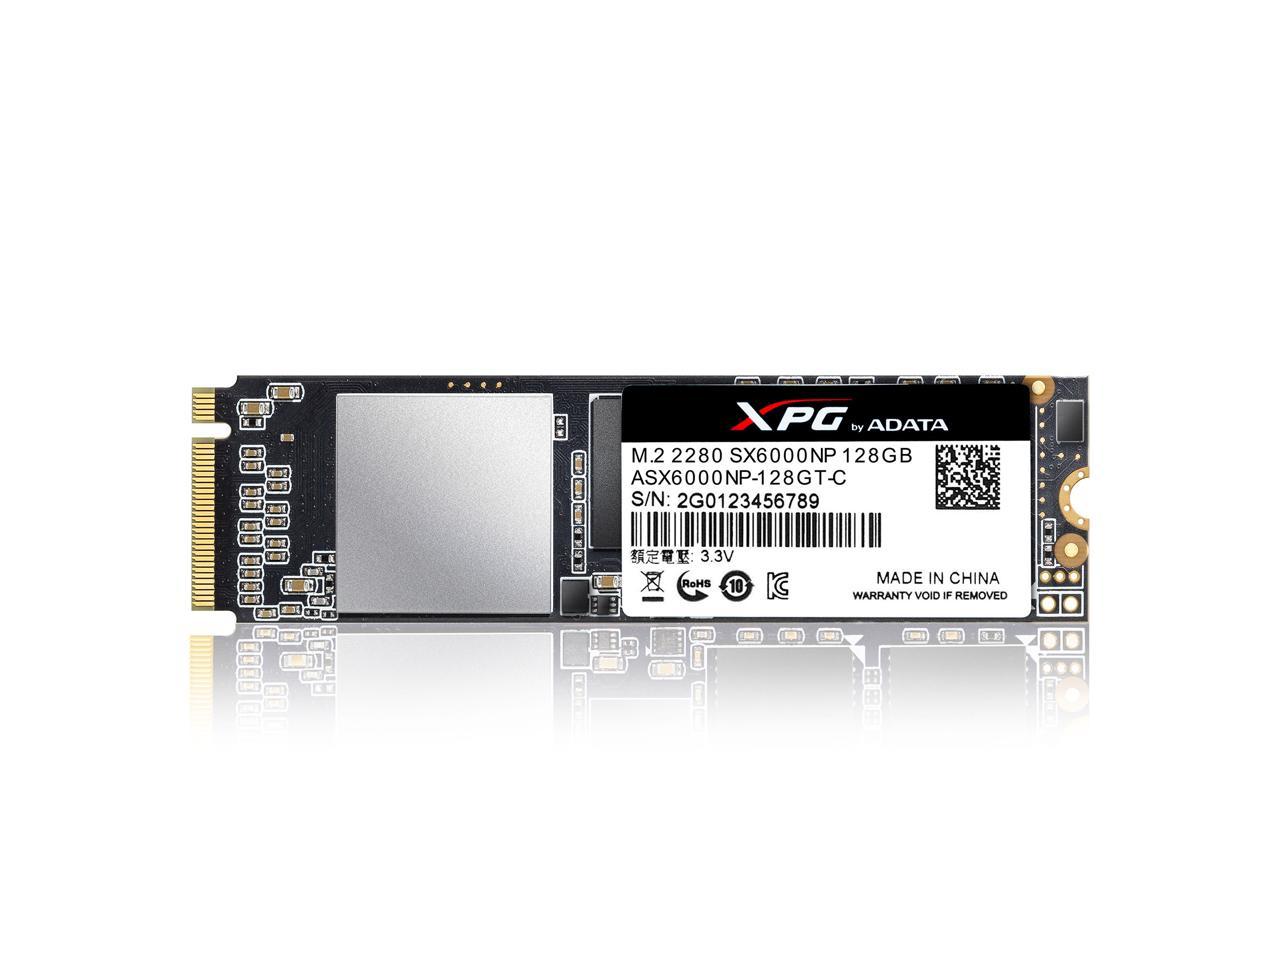 XPG by ADATA
M.2 2280 SX6000NP 128GB
ASX6000NP-128GT-C
S/N: 2G0123456789
額定電壓: 3.3V
RoHS
10
MADE IN CHINA
WARRANTY VOID IF REMOVED